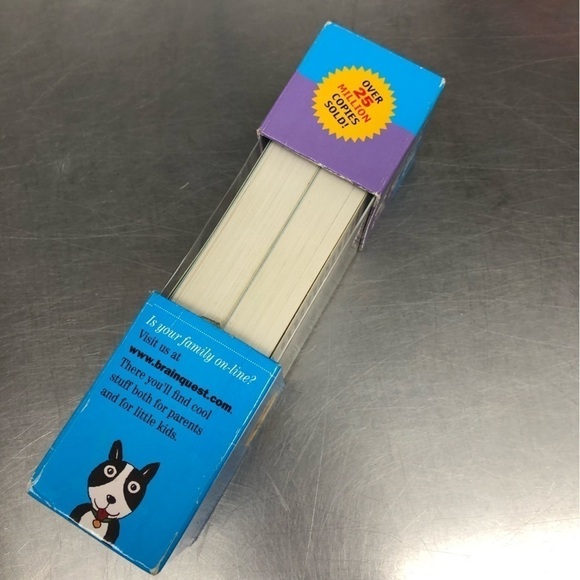 OVER
25
MILLION
COPIES
SOLD!
Is your family on-line?
Visit us at
www.brainquest.com.
There you'll find cool
stuff both for parents
and for little kids.